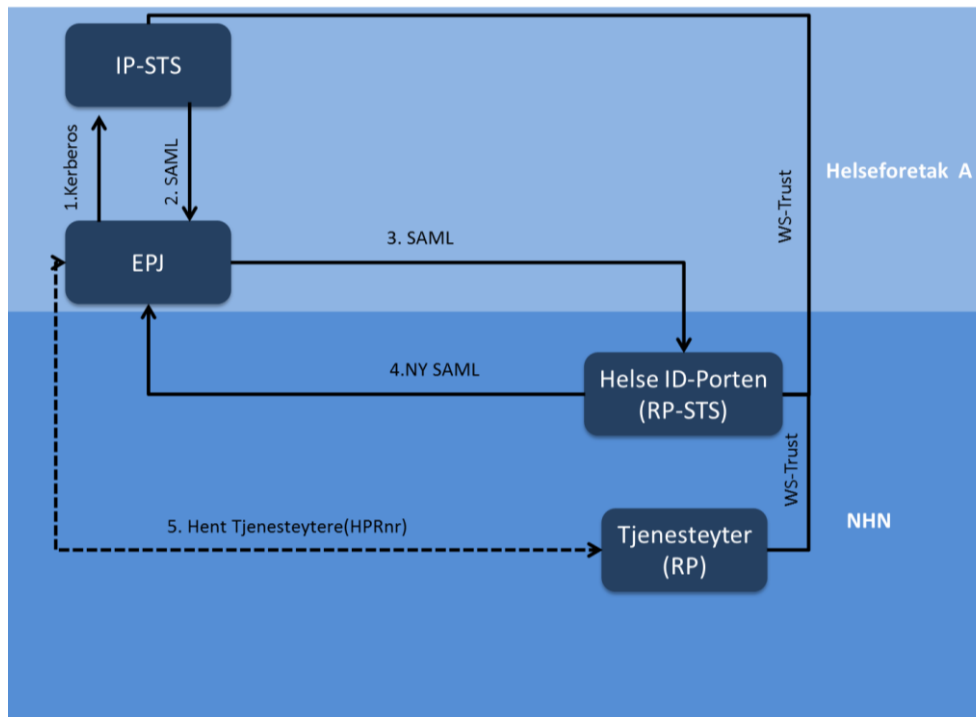 IP-STS
1.Kerberos
2. SAML
Helseforetak A
WS-Trust
3. SAML
EPJ
4.NY SAML
Helse ID-Porten
(RP-STS)
WS-Trust
5. Hent Tjenesteytere(HPRnr)
Tjenesteyter
(RP)
NHN